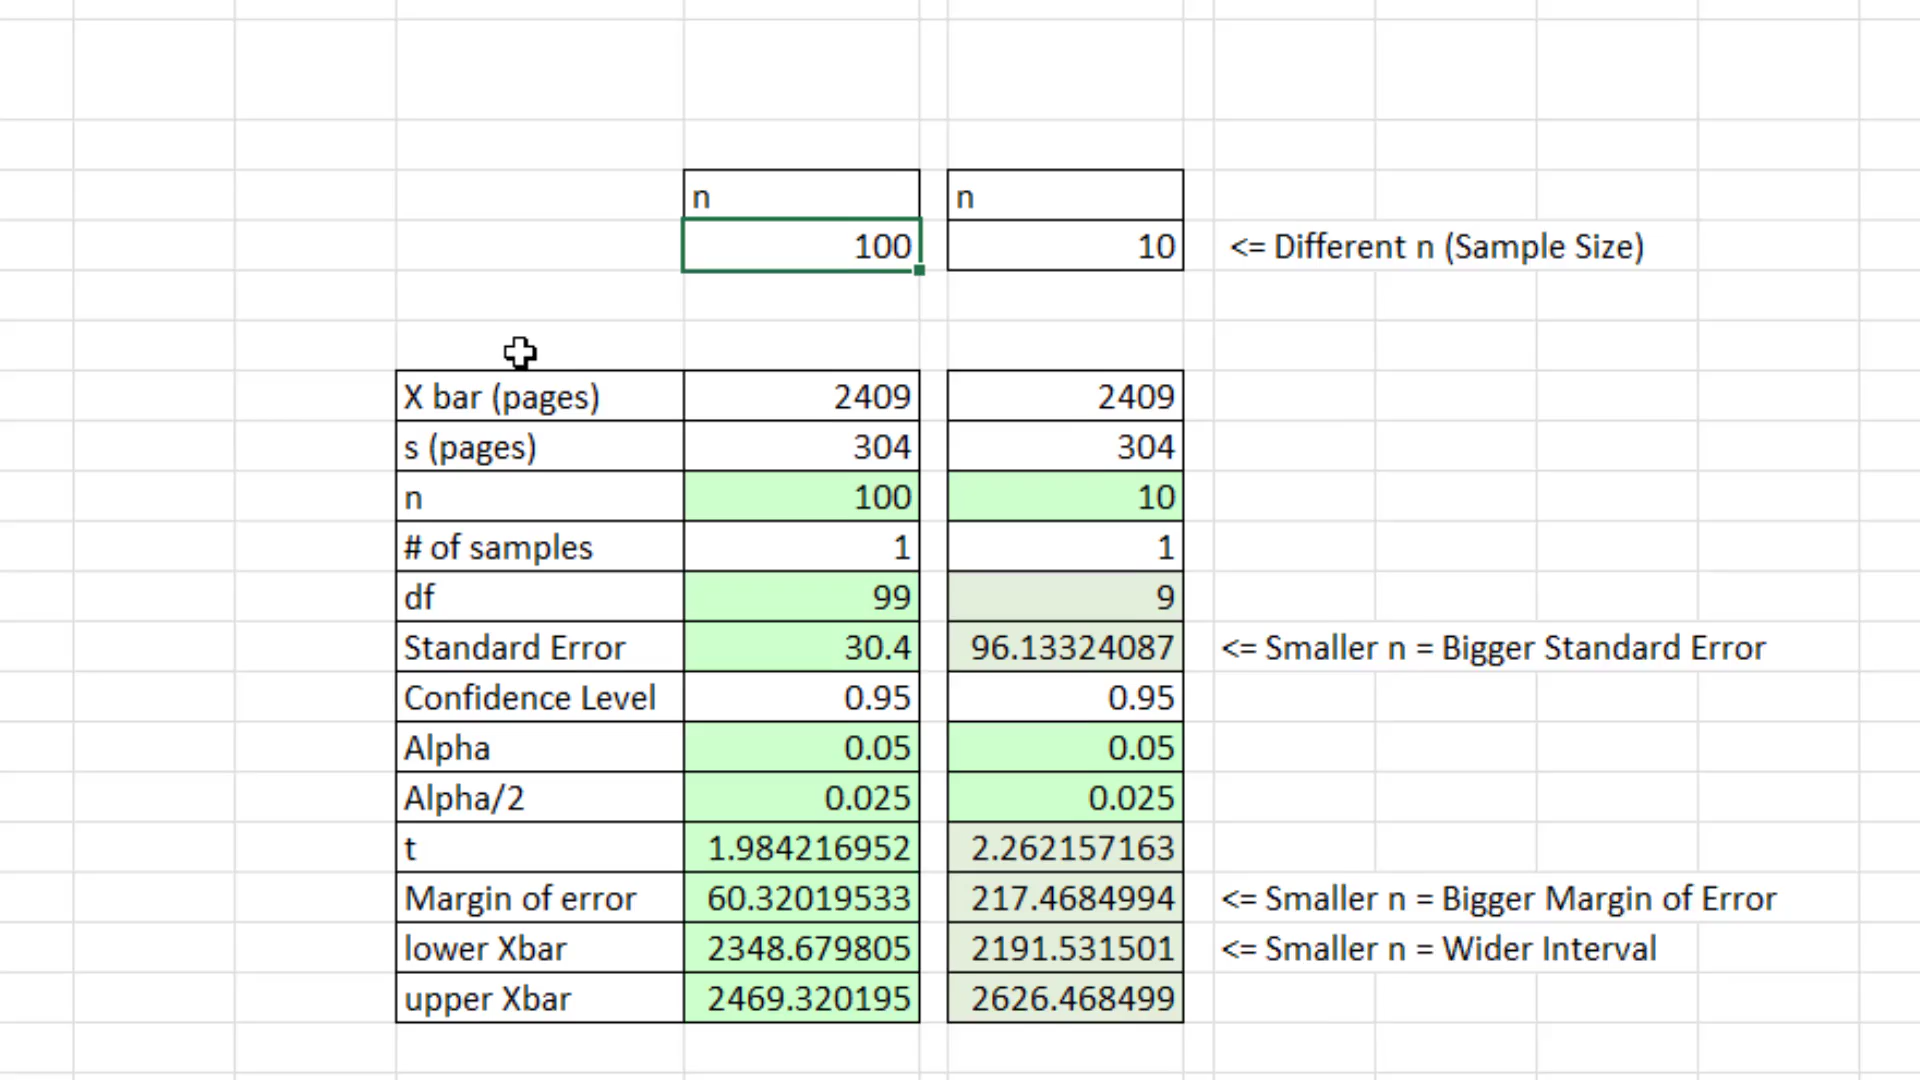 n n
100 10 <= Different n (Sample Size)
X bar (pages) 2409 2409
s (pages) 304 304
n 100 10
# of samples 1 1
df 99 9
Standard Error 30.4 96.13324087 <= Smaller n = Bigger Standard Error
Confidence Level 0.95 0.95
Alpha 0.05 0.05
Alpha/2 0.025 0.025
t 1.984216952 2.262157163
Margin of error 60.32019533 217.4684994 <= Smaller n = Bigger Margin of Error
lower Xbar 2348.679805 2191.531501 <= Smaller n = Wider Interval
upper Xbar 2469.320195 2626.468499